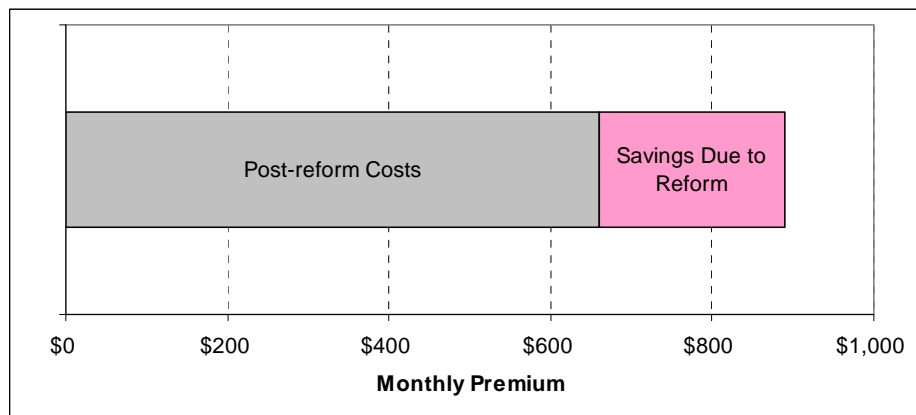 Post-reform Costs
Savings Due to
Reform
$0 $200 $400 $600 $800 $1,000
Monthly Premium